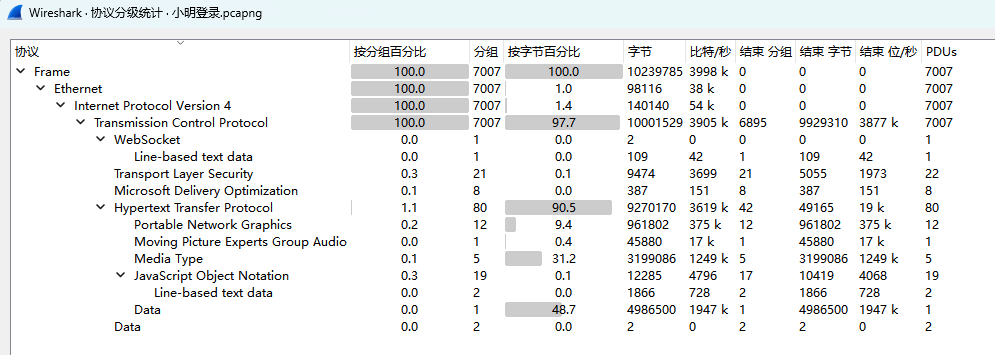 Wireshark · 协议分级统计 · 小明登录.pcapng
协议 按分组百分比 分组 按字节百分比 字节 比特/秒 结束 分组 结束 字节 结束 位/秒 PDUs
Frame 100.0 7007 100.0 10239785 3998 k 0 0 0 7007
Ethernet 100.0 7007 1.0 98116 38 k 0 0 0 7007
Internet Protocol Version 4 100.0 7007 1.4 140140 54 k 0 0 0 7007
Transmission Control Protocol 100.0 7007 97.7 10001529 3905 k 6895 9929310 3877 k 7007
WebSocket 0.0 1 0.0 2 0 0 0 0 1
Line-based text data 0.0 1 0.0 109 42 1 109 42 1
Transport Layer Security 0.3 21 0.1 9474 3699 21 5055 1973 22
Microsoft Delivery Optimization 0.1 8 0.0 387 151 8 387 151 8
Hypertext Transfer Protocol 1.1 80 90.5 9270170 3619 k 42 49165 19 k 80
Portable Network Graphics 0.2 12 9.4 961802 375 k 12 961802 375 k 12
Moving Picture Experts Group Audio 0.0 1 0.4 45880 17 k 1 45880 17 k 1
Media Type 0.1 5 31.2 3199086 1249 k 5 3199086 1249 k 5
JavaScript Object Notation 0.3 19 0.1 12285 4796 17 10419 4068 19
Line-based text data 0.0 2 0.0 1866 728 2 1866 728 2
Data 0.0 1 48.7 4986500 1947 k 1 4986500 1947 k 1
Data 0.0 2 0.0 2 0 2 2 0 2